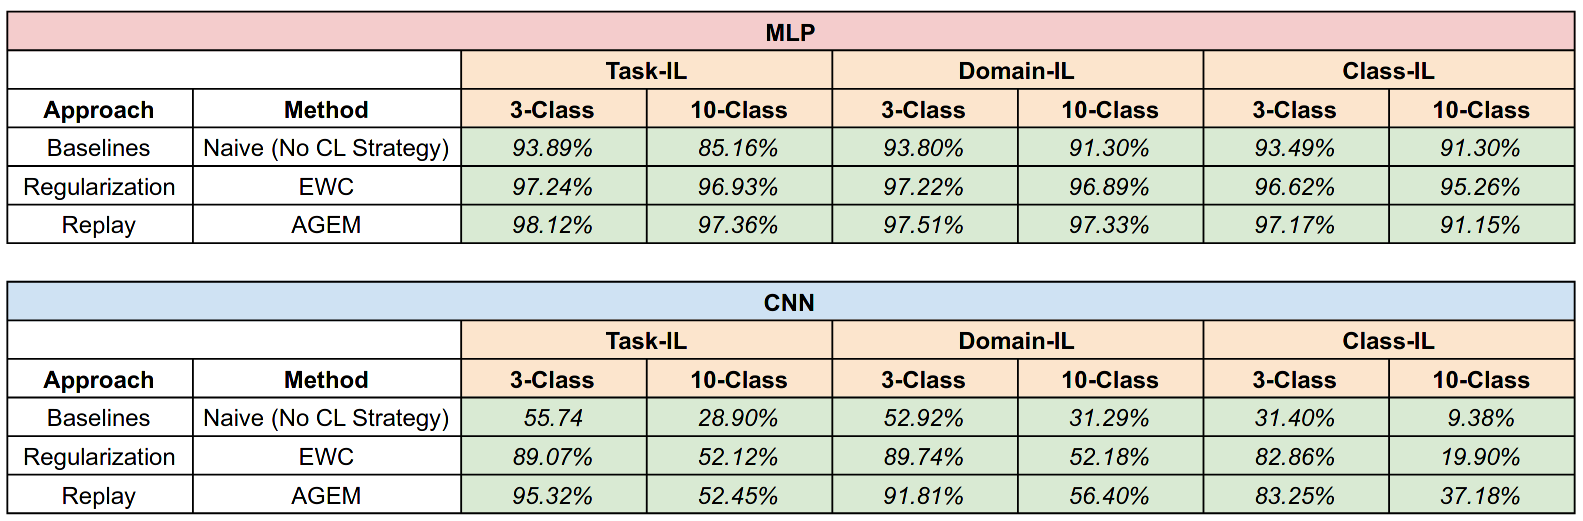 MLP
Task-IL Domain-IL Class-IL
Approach Method 3-Class 10-Class 3-Class 10-Class 3-Class 10-Class
Baselines Naive (No CL Strategy) 93.89% 85.16% 93.80% 91.30% 93.49% 91.30%
Regularization EWC 97.24% 96.93% 97.22% 96.89% 96.62% 95.26%
Replay AGEM 98.12% 97.36% 97.51% 97.33% 97.17% 91.15%
CNN
Task-IL Domain-IL Class-IL
Approach Method 3-Class 10-Class 3-Class 10-Class 3-Class 10-Class
Baselines Naive (No CL Strategy) 55.74 28.90% 52.92% 31.29% 31.40% 9.38%
Regularization EWC 89.07% 52.12% 89.74% 52.18% 82.86% 19.90%
Replay AGEM 95.32% 52.45% 91.81% 56.40% 83.25% 37.18%